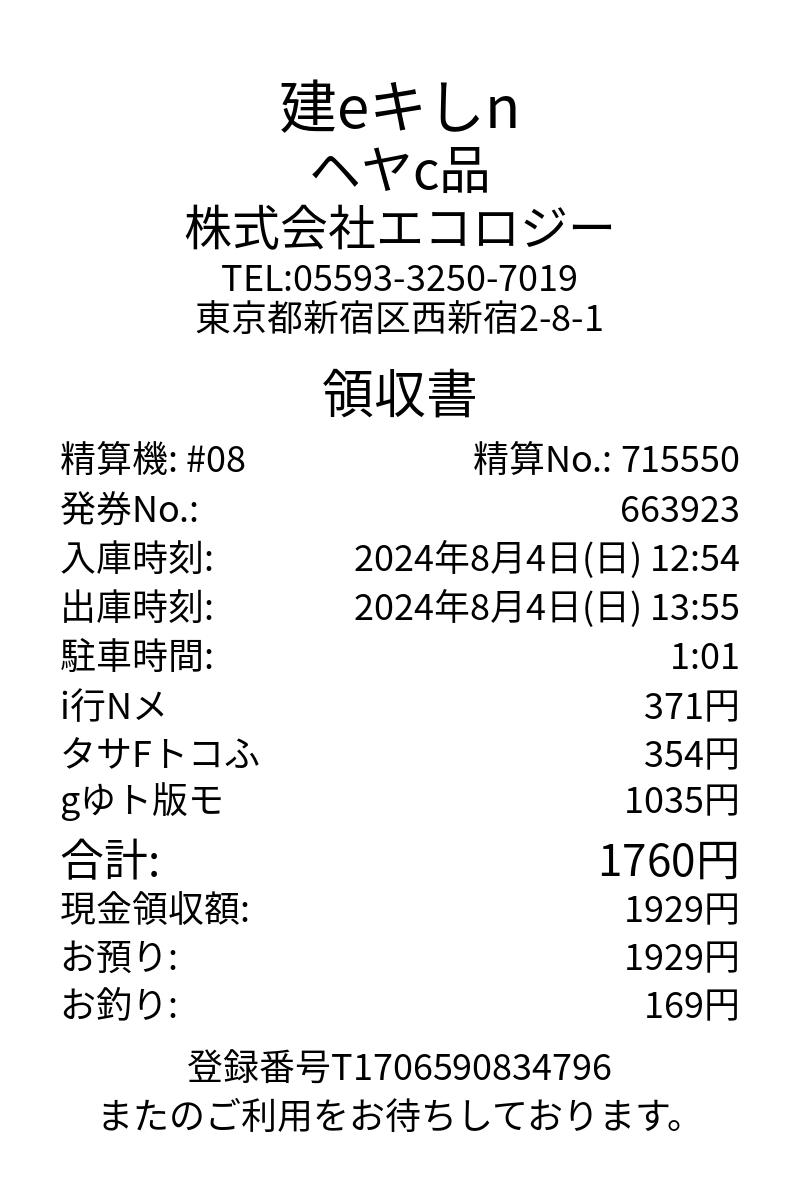 建eキしn
ヘヤc品
株式会社エコロジー
TEL:05593-3250-7019
東京都新宿区西新宿2-8-1
領収書
精算機: #08 精算No.: 715550
発券No.: 663923
入庫時刻: 2024年8月4日(日) 12:54
出庫時刻: 2024年8月4日(日) 13:55
駐車時間: 1:01
i行Nメ 371円
タサFトコふ 354円
gゆト版モ 1035円
合計: 1760円
現金領収額: 1929円
お預り: 1929円
お釣り: 169円
登録番号T1706590834796
またのご利用をお待ちしております。